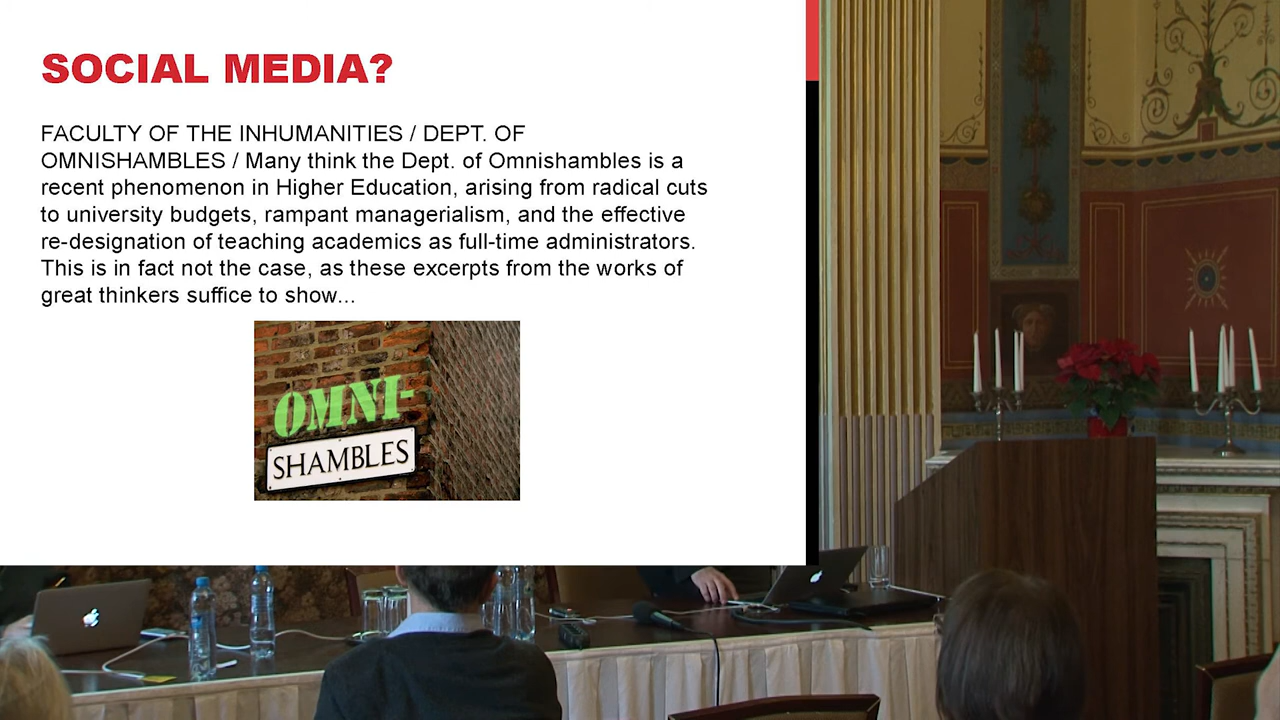 SOCIAL MEDIA?
FACULTY OF THE INHUMANITIES / DEPT. OF
OMNISHAMBLES / Many think the Dept. of Omnishambles is a
recent phenomenon in Higher Education, arising from radical cuts
to university budgets, rampant managerialism, and the effective
re-designation of teaching academics as full-time administrators.
This is in fact not the case, as these excerpts from the works of
great thinkers suffice to show...
OMNI-
SHAMBLES